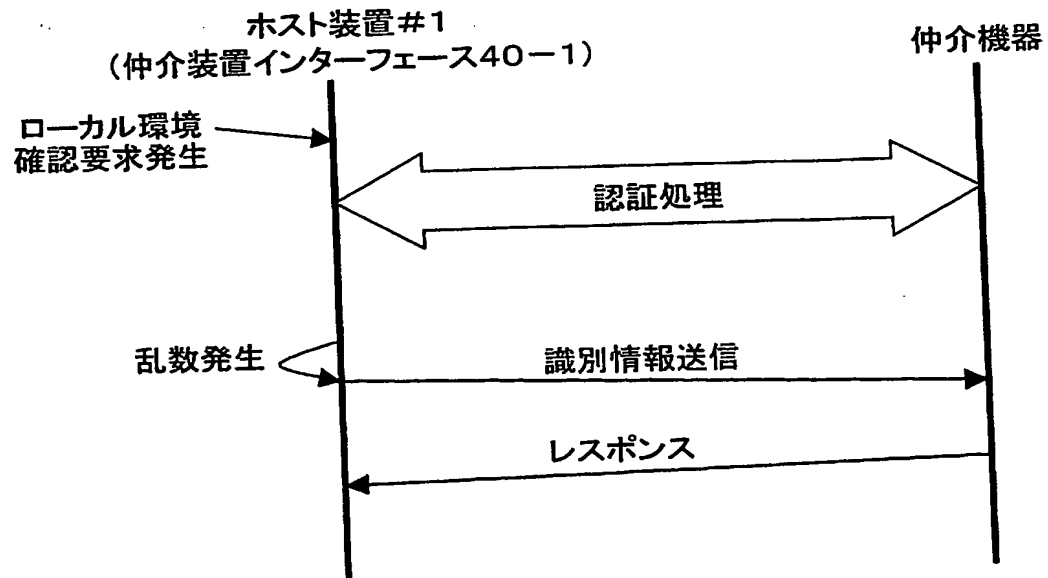 ホスト装置#1
(仲介装置インターフェース40-1)
仲介機器
ローカル環境
確認要求発生
認証処理
乱数発生
識別情報送信
レスポンス